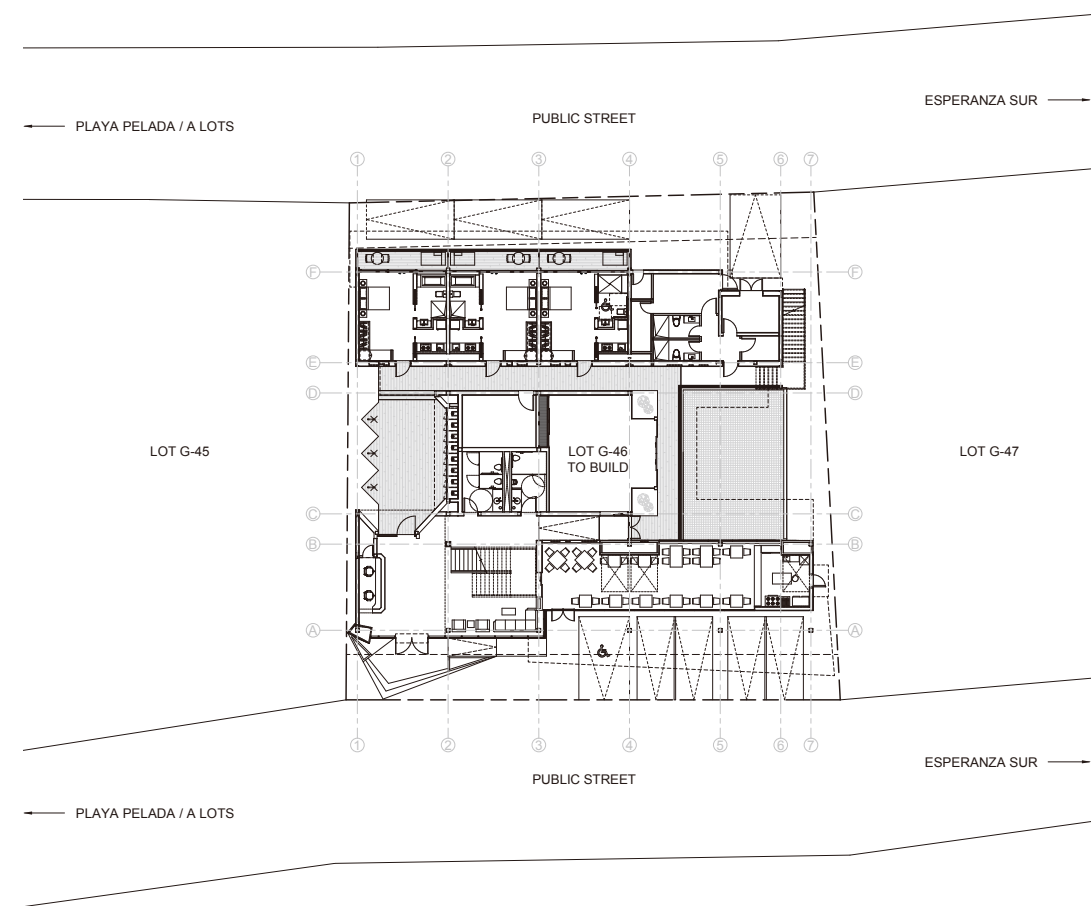 ESPERANZA SUR
PUBLIC STREET
PLAYA PELADA / A LOTS
1 2 3 4 5 6 7
F F
E E
D D
LOT G-45
LOT G-46
TO BUILD
LOT G-47
C C
B B
A A
1 2 3 4 5 6 7
ESPERANZA SUR
PUBLIC STREET
PLAYA PELADA / A LOTS